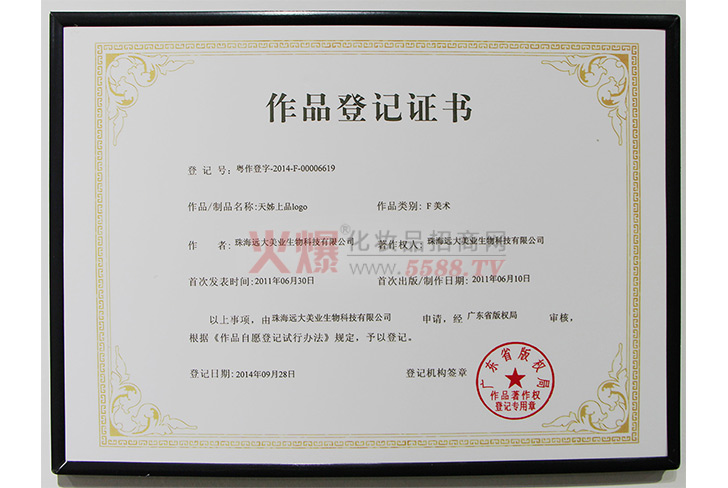 作品登记证书
登 记 号: 粤作登字-2014-F-00006619
作品/制品名称:天姊上品logo 作品类别: F 美术
作 者: 珠海远大美业生物科技有限公司 著作权人: 珠海远大美业生物科技有限公司
火爆®化妆品招商网
www.5588.TV
首次发表时间:2011年06月30日 首次出版/制作日期: 2011年06月10日
以上事项, 由珠海远大美业生物科技有限公司 申请, 经 广东省版权局 审核,
根据《作品自愿登记试行办法》规定, 予以登记。
登记日期:2014年09月28日 登记机构签章
广东省版权局
作品著作权
登记专用章